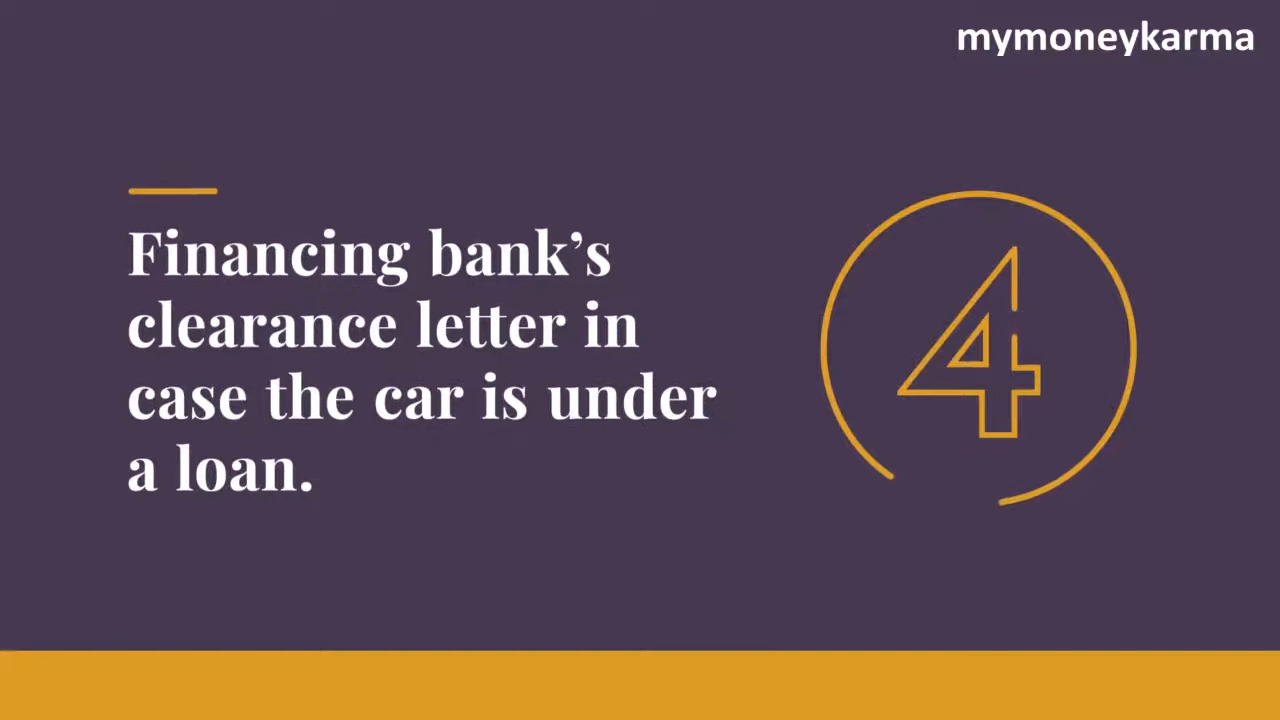 mymoneykarma
Financing bank’s
clearance letter in
case the car is under
a loan.
4